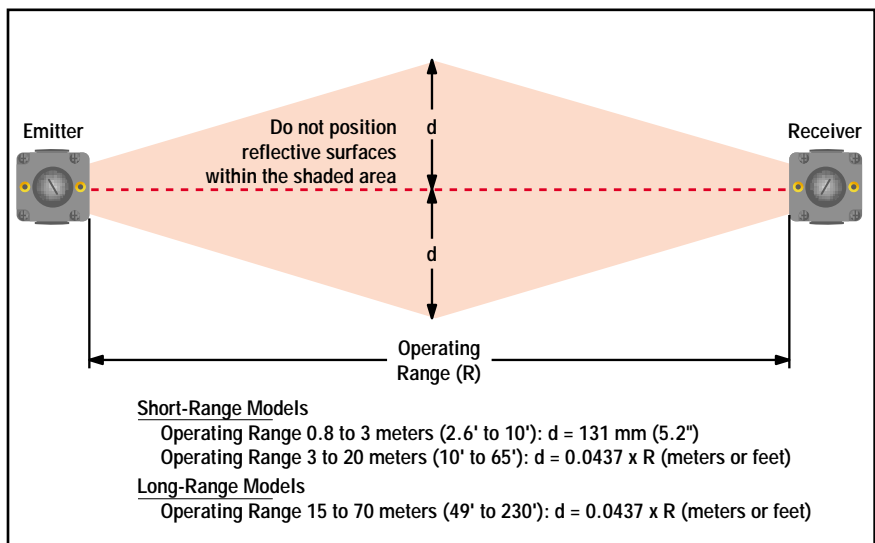 Emitter
Do not position
reflective surfaces
within the shaded area
d
Receiver
d
Operating
Range (R)
Short-Range Models
Operating Range 0.8 to 3 meters (2.6' to 10'): d = 131 mm (5.2")
Operating Range 3 to 20 meters (10' to 65'): d = 0.0437 x R (meters or feet)
Long-Range Models
Operating Range 15 to 70 meters (49' to 230'): d = 0.0437 x R (meters or feet)